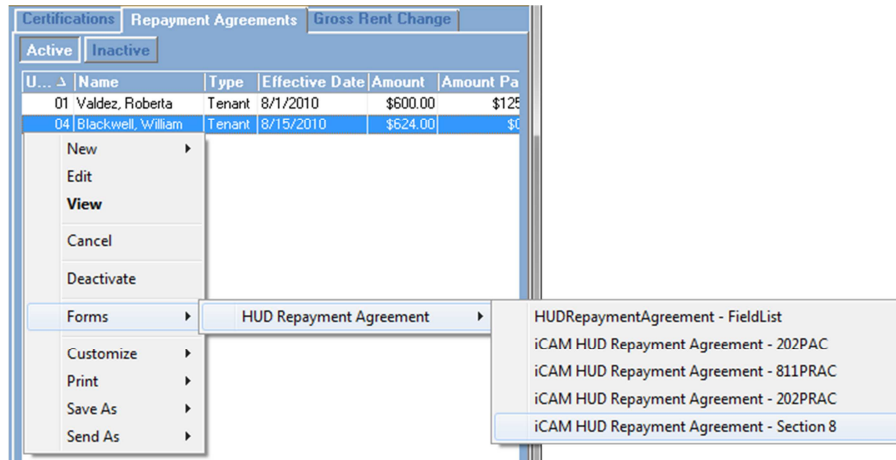 Certifications Repayment Agreements Gross Rent Change
Active Inactive
U... Name Type Effective Date Amount Amount Pa
01 Valdez, Roberta Tenant 8/1/2010 $600.00 $125
04 Blackwell, William Tenant 8/15/2010 $624.00 $0
New
Edit
View
Cancel
Deactivate
Forms HUD Repayment Agreement HUDRepaymentAgreement - FieldList
iCAM HUD Repayment Agreement - 202PAC
Customize
iCAM HUD Repayment Agreement - 811PRAC
Print
iCAM HUD Repayment Agreement - 202PRAC
Save As
iCAM HUD Repayment Agreement - Section 8
Send As